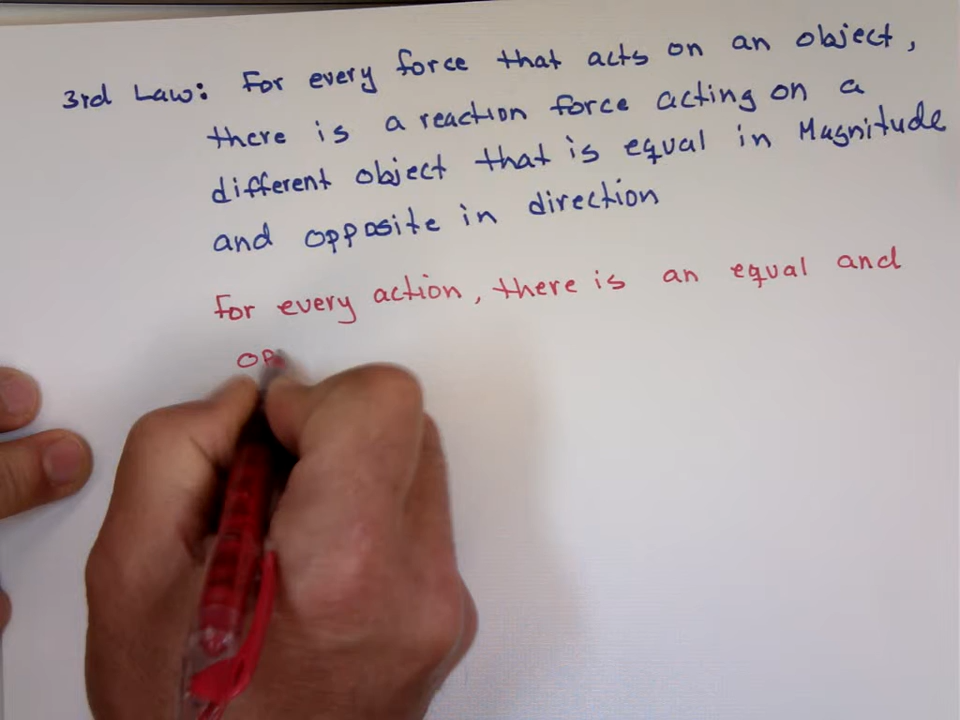 3rd Law: For every force that acts on an object,
there is a reaction force acting on a
different object that is equal in Magnitude
and opposite in direction
For every action, there is an equal and
op